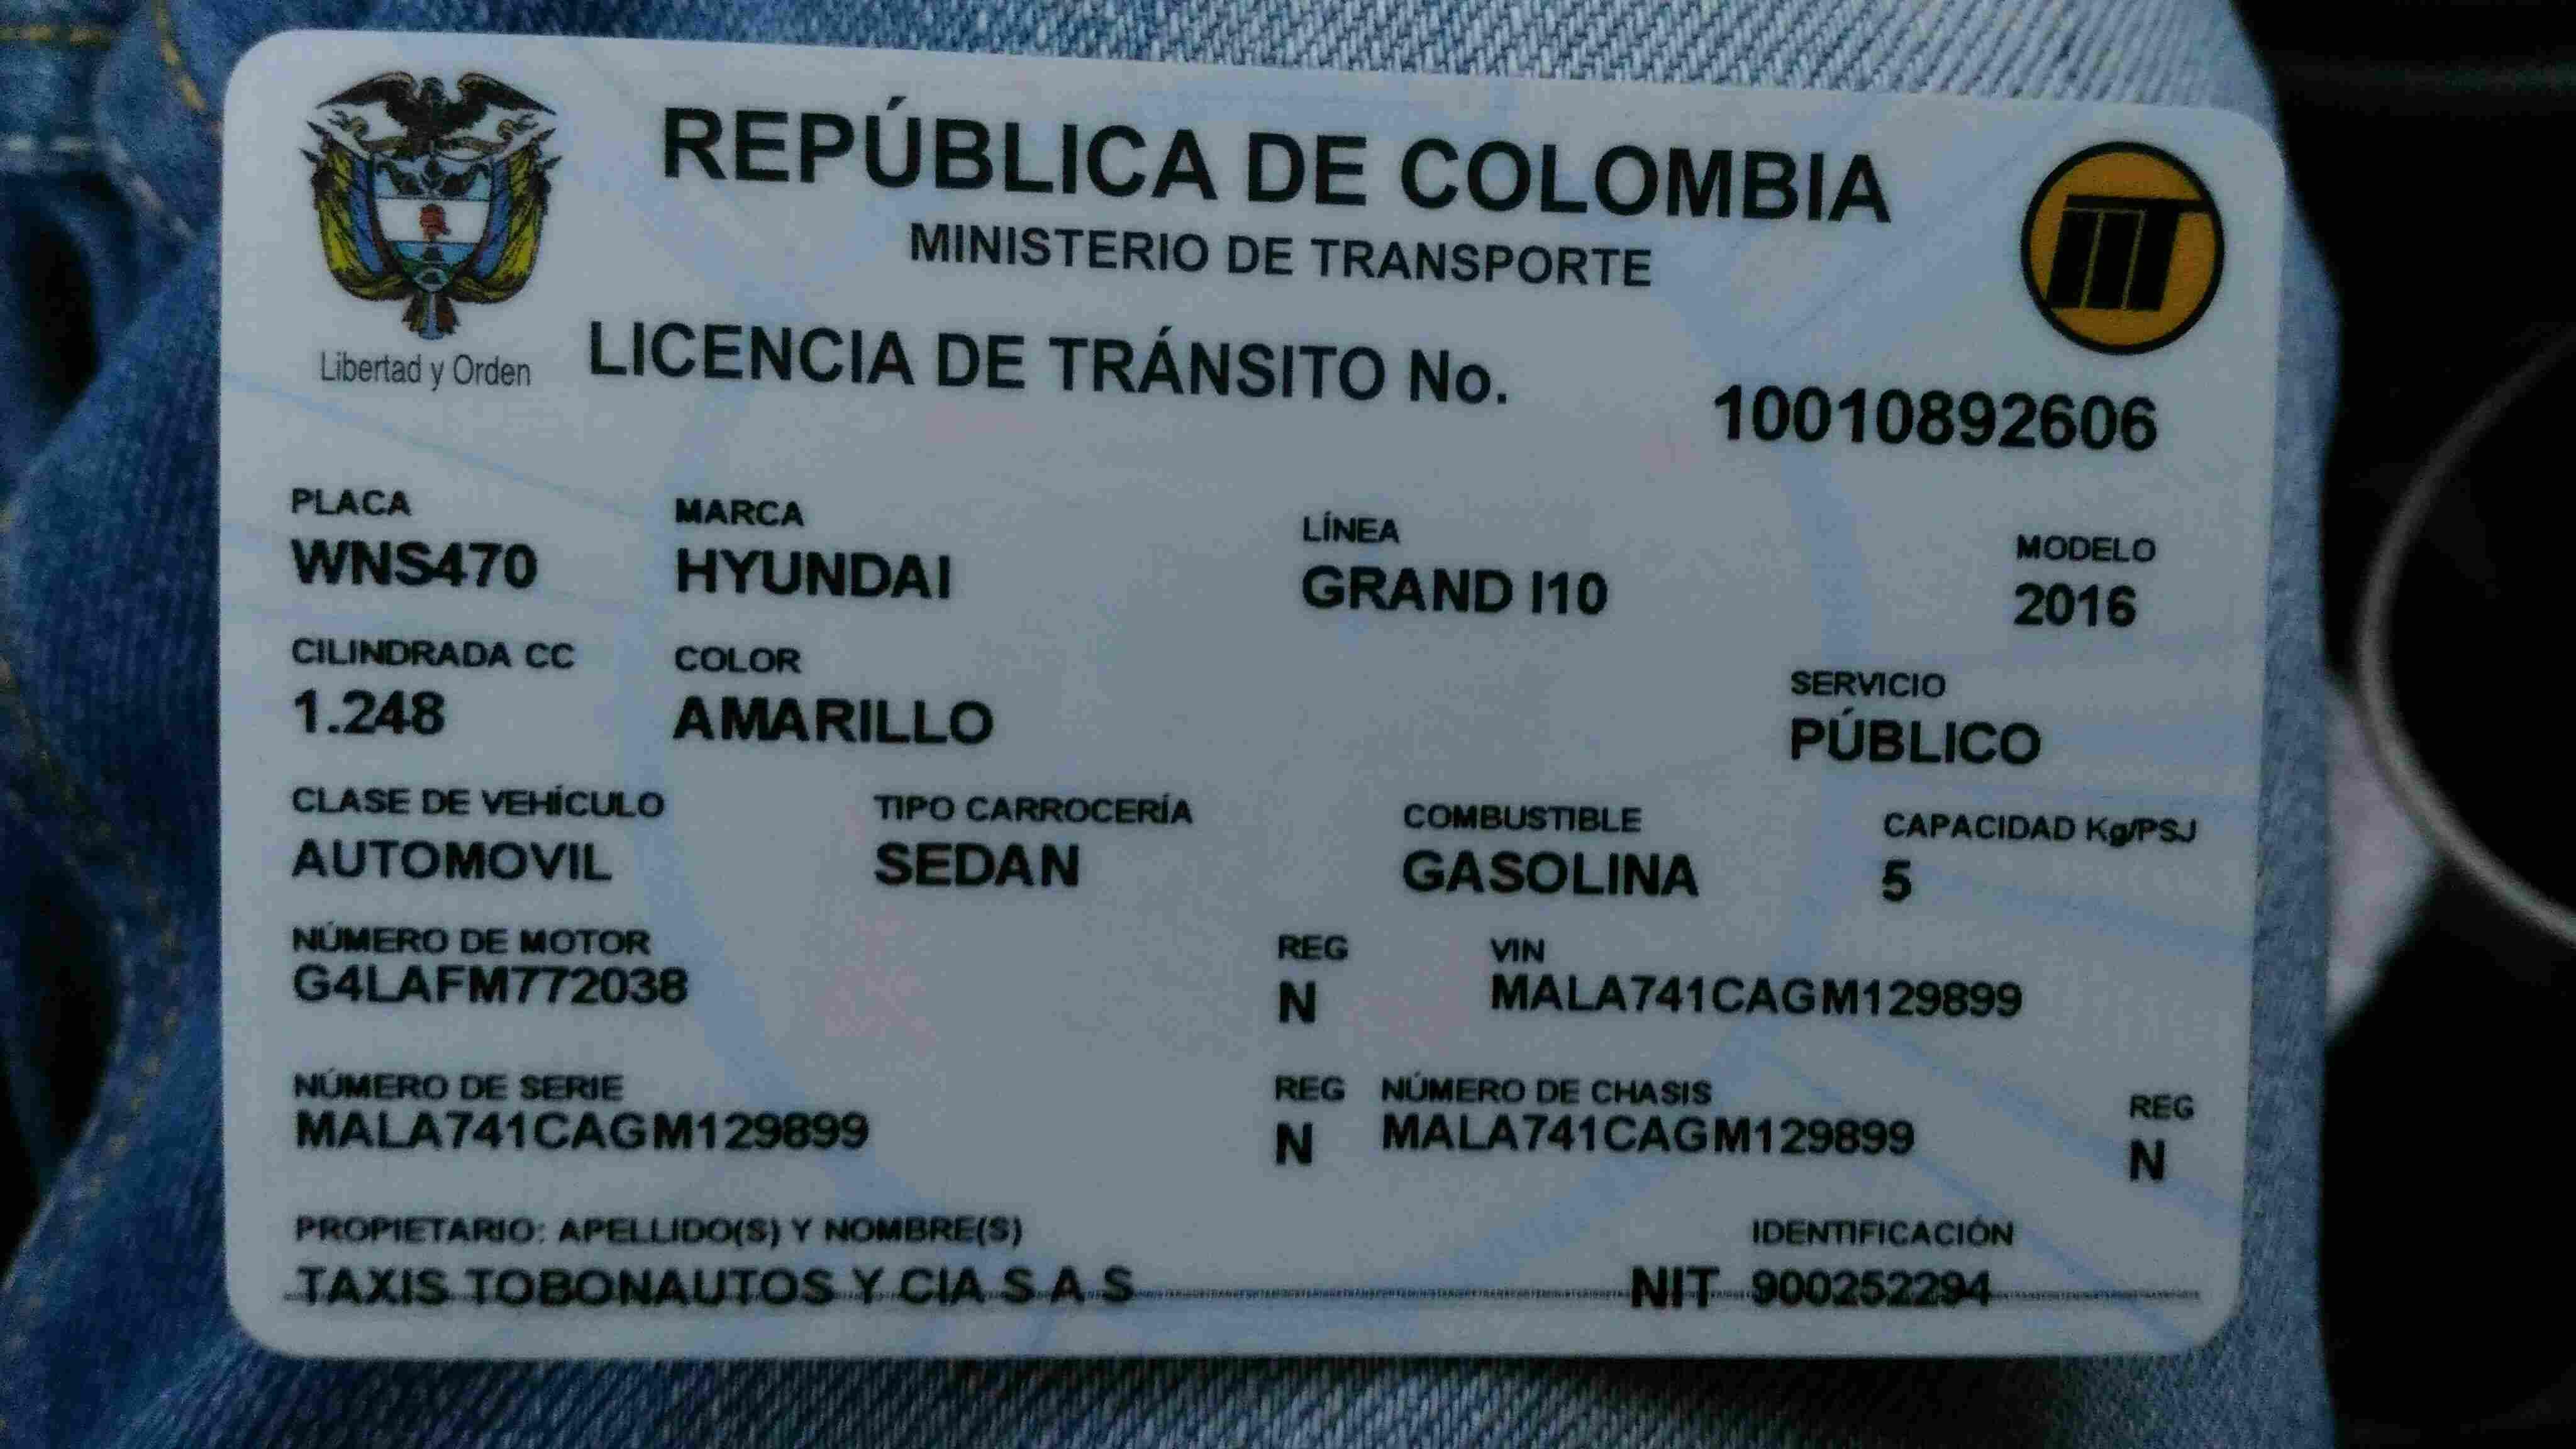 REPÚBLICA DE COLOMBIA
MINISTERIO DE TRANSPORTE
Libertad y Orden
LICENCIA DE TRÁNSITO No.
10010892606
PLACA MARCA LÍNEA MODELO
WNS470 HYUNDAI GRAND I10 2016
CILINDRADA CC COLOR SERVICIO
1.248 AMARILLO PÚBLICO
CLASE DE VEHÍCULO TIPO CARROCERÍA COMBUSTIBLE CAPACIDAD Kg/PSJ
AUTOMOVIL SEDAN GASOLINA 5
NÚMERO DE MOTOR REG VIN
G4LAFM772038 N MALA741CAGM129899
NÚMERO DE SERIE REG NÚMERO DE CHASIS REG
MALA741CAGM129899 N MALA741CAGM129899 N
PROPIETARIO: APELLIDO(S) Y NOMBRE(S) IDENTIFICACIÓN
TAXIS TOBONAUTOS Y CIA S A S NIT 900252294